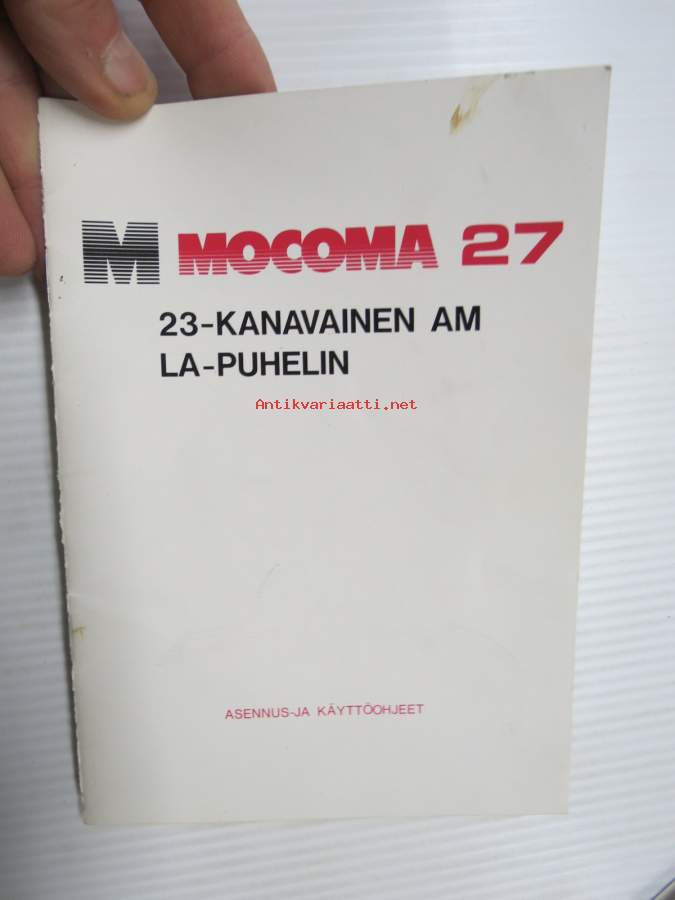 M MOCOMA 27
23-KANAVAINEN AM
LA-PUHELIN
Antikvariaatti.net
ASENNUS-JA KÄYTTÖOHJEET